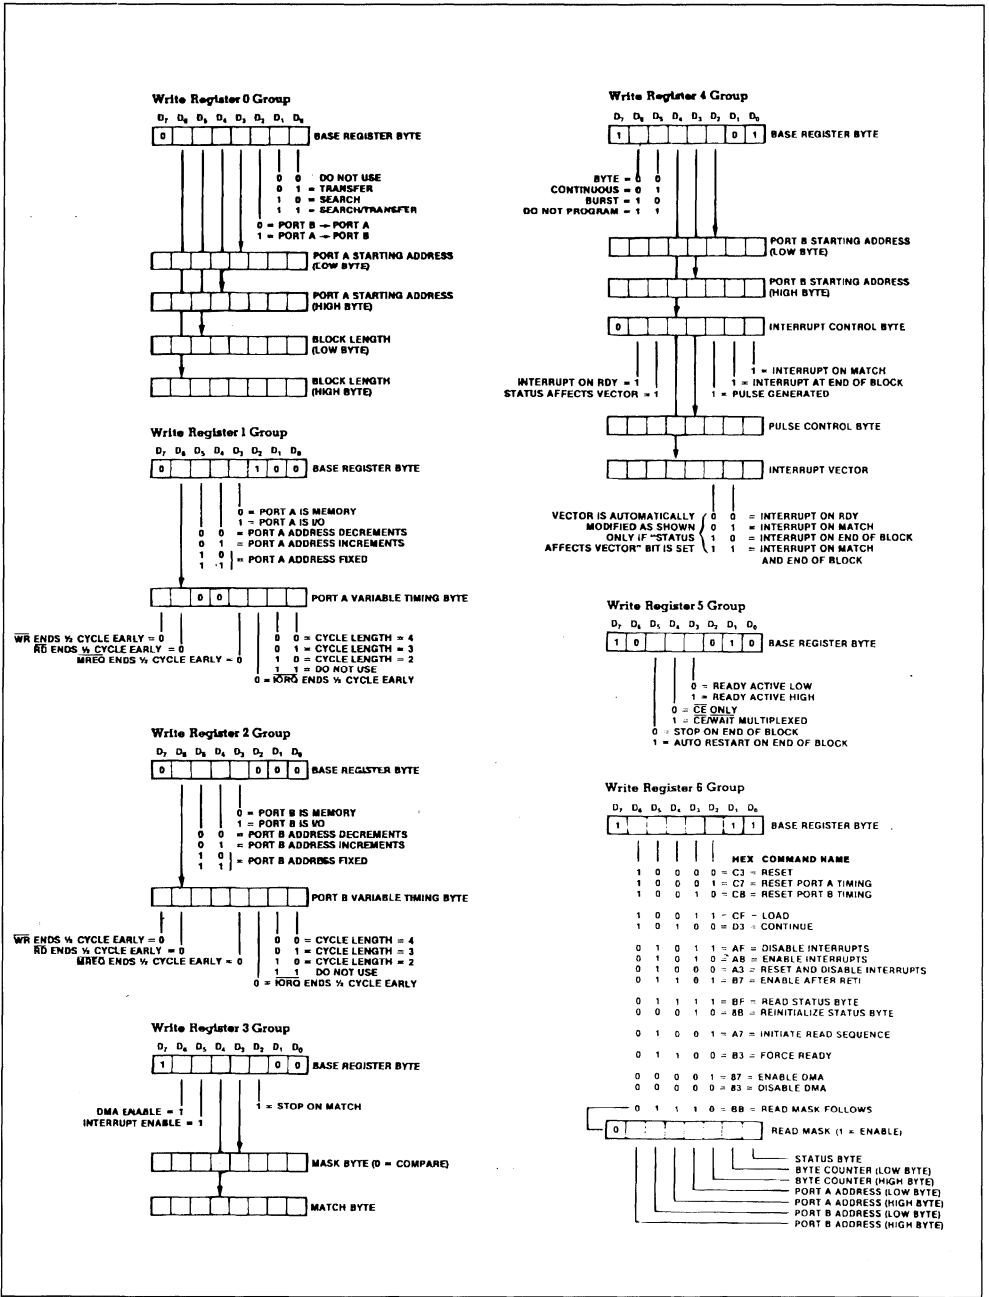 Write Register 0 Group
D7 D6 D5 D4 D3 D2 D1 D0
0 BASE REGISTER BYTE
0 0 DO NOT USE
0 1 = TRANSFER
1 0 = SEARCH
1 1 = SEARCH/TRANSFER
0 = PORT B → PORT A
1 = PORT A → PORT B
PORT A STARTING ADDRESS
(LOW BYTE)
PORT A STARTING ADDRESS
(HIGH BYTE)
BLOCK LENGTH
(LOW BYTE)
BLOCK LENGTH
(HIGH BYTE)
Write Register 1 Group
D7 D6 D5 D4 D3 D2 D1 D0
0 1 0 0 BASE REGISTER BYTE
0 = PORT A IS MEMORY
1 = PORT A IS I/O
0 0 = PORT A ADDRESS DECREMENTS
0 1 = PORT A ADDRESS INCREMENTS
1 0
1 1 } = PORT A ADDRESS FIXED
0 0 PORT A VARIABLE TIMING BYTE
WR ENDS ½ CYCLE EARLY = 0
RD ENDS ½ CYCLE EARLY = 0
MREQ ENDS ½ CYCLE EARLY = 0
0 0 = CYCLE LENGTH = 4
0 1 = CYCLE LENGTH = 3
1 0 = CYCLE LENGTH = 2
1 1 = DO NOT USE
0 = IORQ ENDS ½ CYCLE EARLY
Write Register 2 Group
D7 D6 D5 D4 D3 D2 D1 D0
0 0 0 0 BASE REGISTER BYTE
0 = PORT B IS MEMORY
1 = PORT B IS I/O
0 0 = PORT B ADDRESS DECREMENTS
0 1 = PORT B ADDRESS INCREMENTS
1 0
1 1 } = PORT B ADDRESS FIXED
PORT B VARIABLE TIMING BYTE
WR ENDS ½ CYCLE EARLY = 0
RD ENDS ½ CYCLE EARLY = 0
MREQ ENDS ½ CYCLE EARLY = 0
0 0 = CYCLE LENGTH = 4
0 1 = CYCLE LENGTH = 3
1 0 = CYCLE LENGTH = 2
1 1 DO NOT USE
0 = IORQ ENDS ½ CYCLE EARLY
Write Register 3 Group
D7 D6 D5 D4 D3 D2 D1 D0
1 0 0 BASE REGISTER BYTE
1 = STOP ON MATCH
DMA ENABLE = 1
INTERRUPT ENABLE = 1
MASK BYTE (0 = COMPARE)
MATCH BYTE
Write Register 4 Group
D7 D6 D5 D4 D3 D2 D1 D0
1 0 1 BASE REGISTER BYTE
BYTE = 0 0
CONTINUOUS = 0 1
BURST = 1 0
DO NOT PROGRAM = 1 1
PORT B STARTING ADDRESS
(LOW BYTE)
PORT B STARTING ADDRESS
(HIGH BYTE)
0 INTERRUPT CONTROL BYTE
1 = INTERRUPT ON MATCH
INTERRUPT ON RDY = 1 1 = INTERRUPT AT END OF BLOCK
STATUS AFFECTS VECTOR = 1 1 = PULSE GENERATED
PULSE CONTROL BYTE
INTERRUPT VECTOR
VECTOR IS AUTOMATICALLY 0 0 = INTERRUPT ON RDY
MODIFIED AS SHOWN 0 1 = INTERRUPT ON MATCH
ONLY IF "STATUS 1 0 = INTERRUPT ON END OF BLOCK
AFFECTS VECTOR" BIT IS SET 1 1 = INTERRUPT ON MATCH
AND END OF BLOCK
Write Register 5 Group
D7 D6 D5 D4 D3 D2 D1 D0
1 0 0 1 0 BASE REGISTER BYTE
0 = READY ACTIVE LOW
1 = READY ACTIVE HIGH
0 = CE ONLY
1 = CE/WAIT MULTIPLEXED
0 = STOP ON END OF BLOCK
1 = AUTO RESTART ON END OF BLOCK
Write Register 6 Group
D7 D6 D5 D4 D3 D2 D1 D0
1 1 1 BASE REGISTER BYTE
HEX COMMAND NAME
1 0 0 0 0 = C3 = RESET
1 0 0 0 1 = C7 = RESET PORT A TIMING
1 0 0 1 0 = CB = RESET PORT B TIMING
1 0 0 1 1 - CF - LOAD
1 0 1 0 0 = D3 = CONTINUE
0 1 0 1 1 = AF = DISABLE INTERRUPTS
0 1 0 1 0 = AB = ENABLE INTERRUPTS
0 1 0 0 0 = A3 = RESET AND DISABLE INTERRUPTS
0 1 1 0 1 = B7 = ENABLE AFTER RETI
0 1 1 1 1 = BF = READ STATUS BYTE
0 0 0 1 0 = 8B = REINITIALIZE STATUS BYTE
0 1 0 0 1 = A7 = INITIATE READ SEQUENCE
0 1 1 0 0 = B3 = FORCE READY
0 0 0 0 1 = 87 = ENABLE DMA
0 0 0 0 0 = 83 = DISABLE DMA
0 1 1 1 0 = BB = READ MASK FOLLOWS
0 READ MASK (1 = ENABLE)
STATUS BYTE
BYTE COUNTER (LOW BYTE)
BYTE COUNTER (HIGH BYTE)
PORT A ADDRESS (LOW BYTE)
PORT A ADDRESS (HIGH BYTE)
PORT B ADDRESS (LOW BYTE)
PORT B ADDRESS (HIGH BYTE)